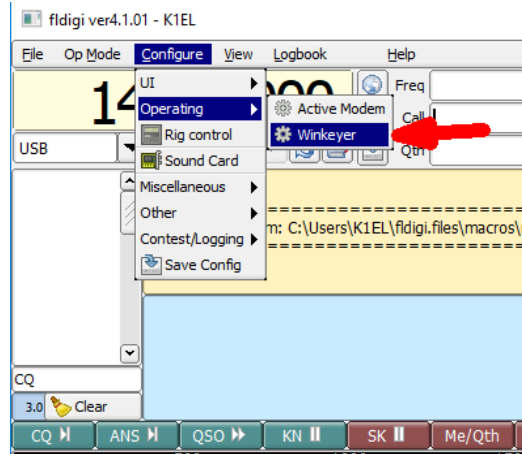 fldigi ver4.1.01 - K1EL
File Op Mode Configure View Logbook Help
14
UI
Freq
Operating
Active Modem
Call
Rig control
Winkeyer
USB
Qth
Sound Card
Miscellaneous
Other
m: C:\Users\K1EL\fldigi.files\macros\
Contest/Logging
Save Config
CQ
3.0 Clear
CQ ANS QSO KN SK Me/Qth